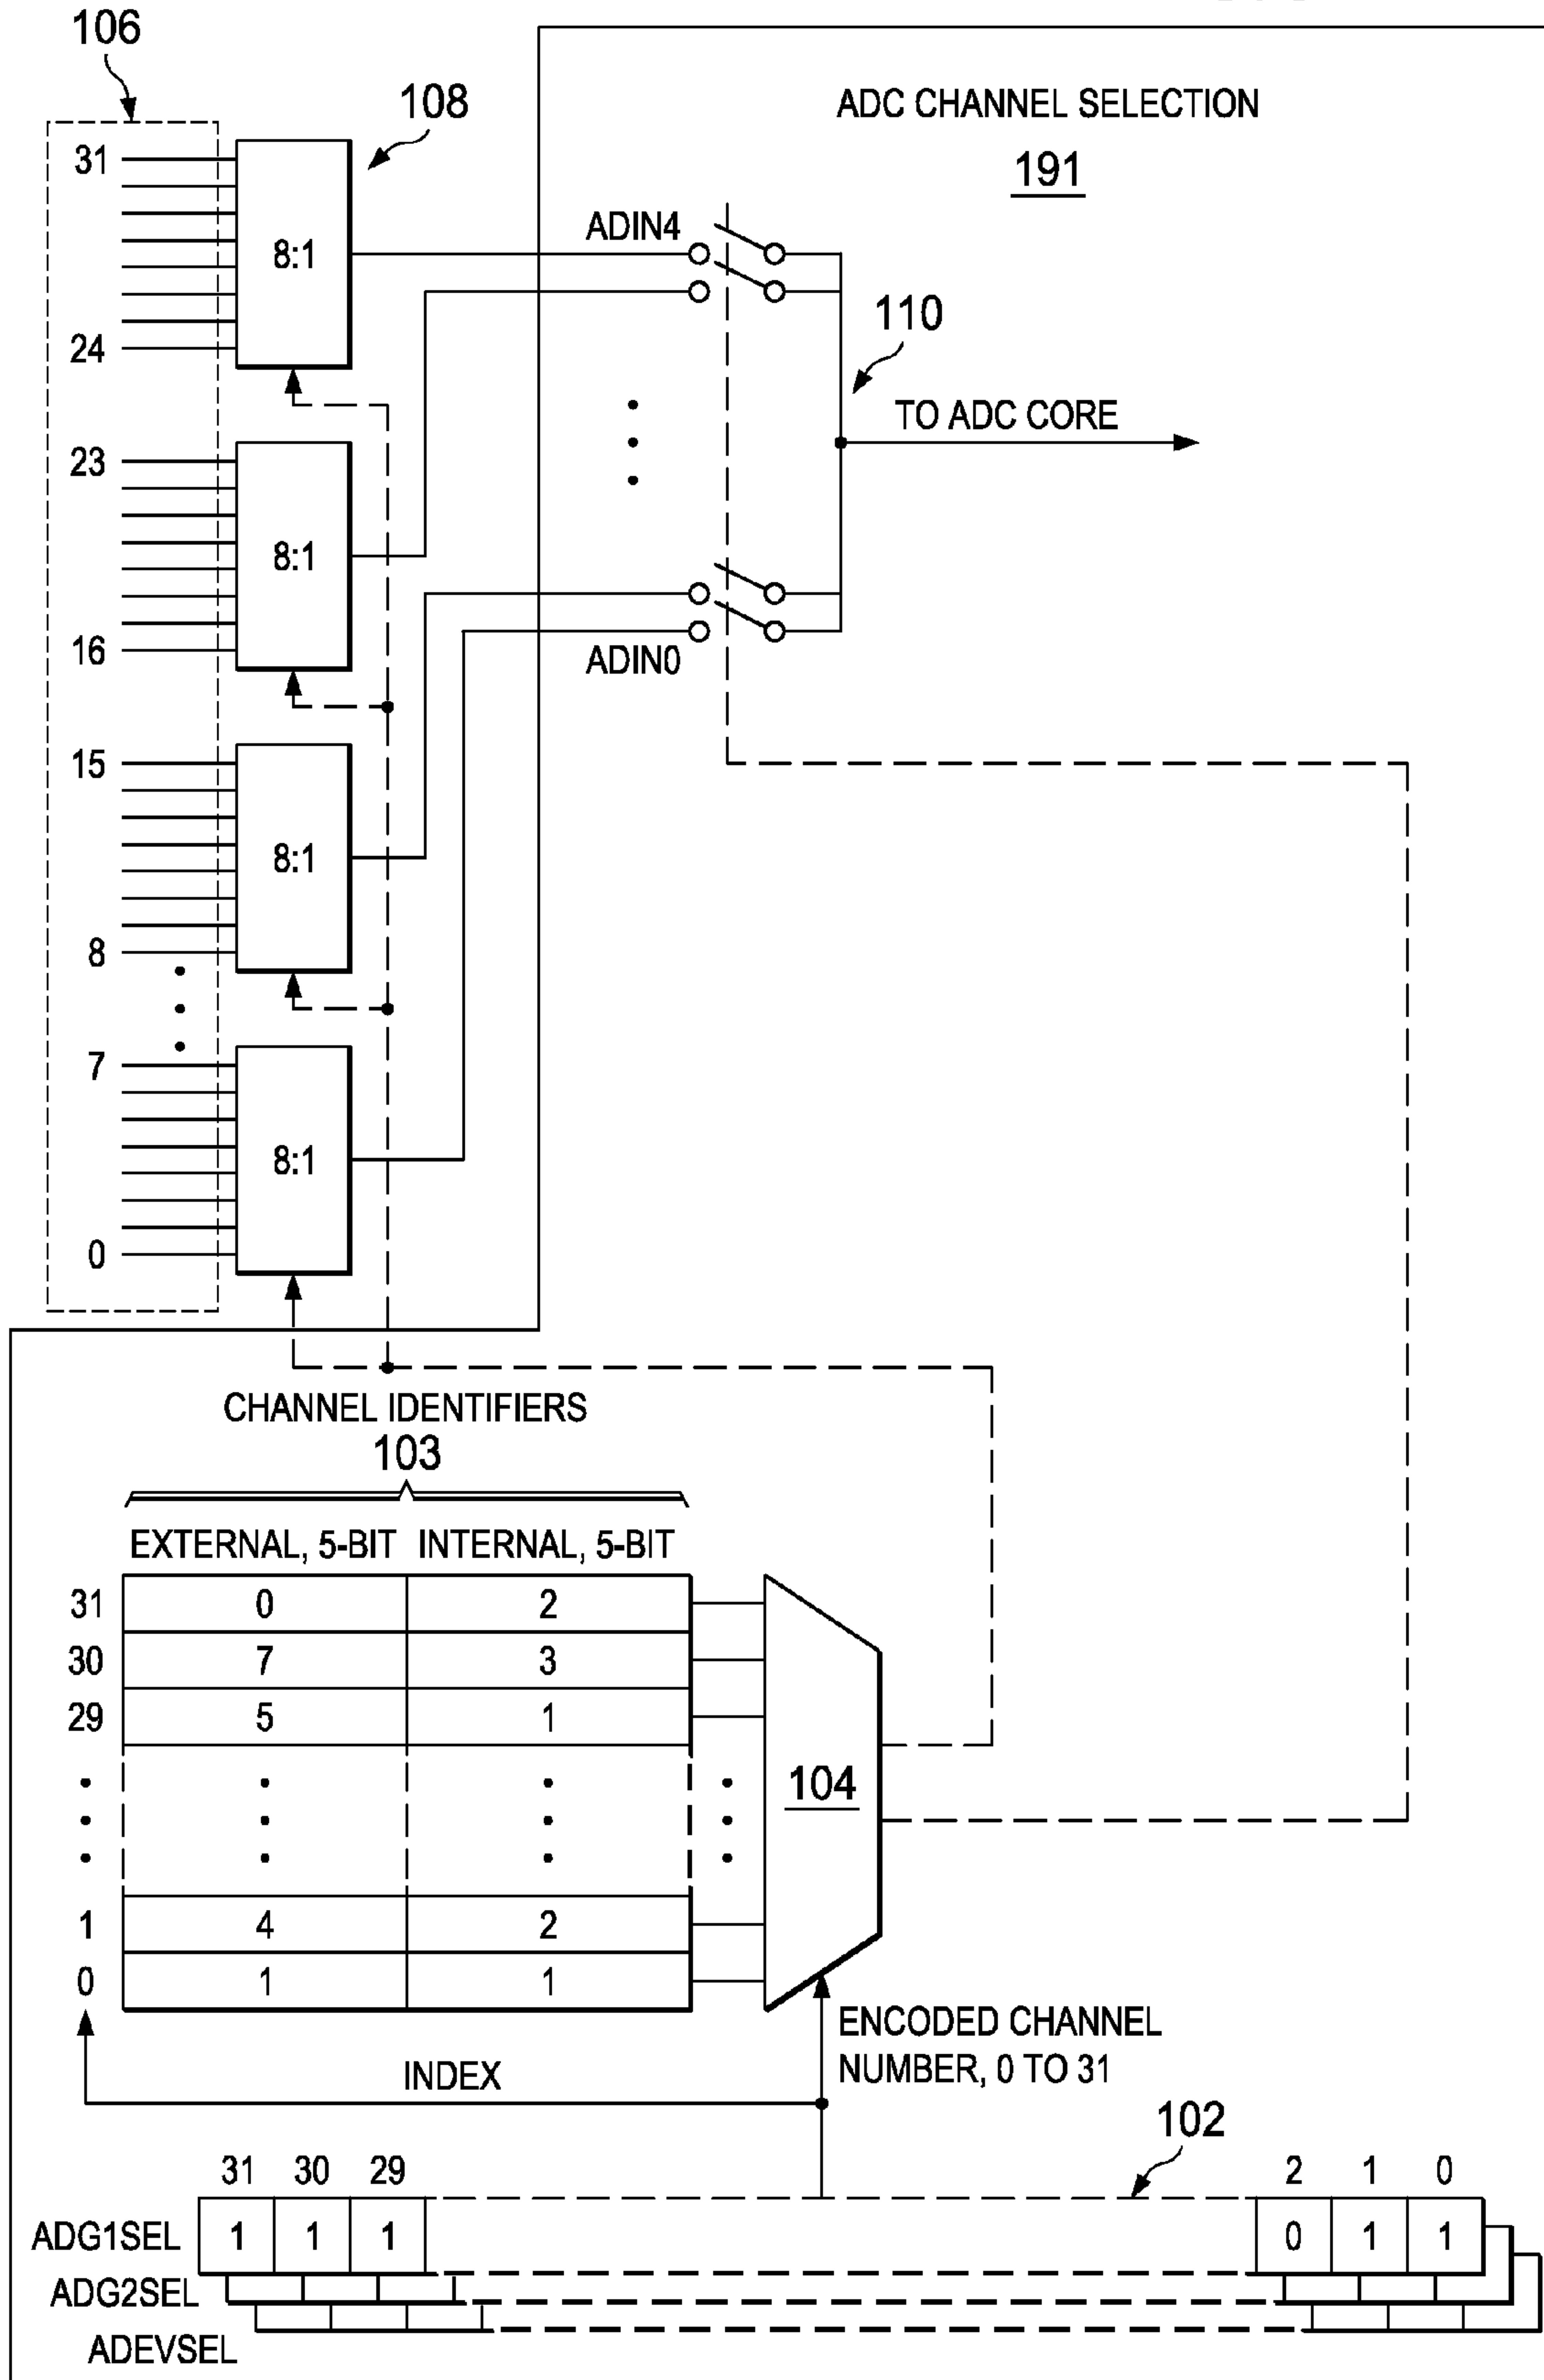 106
108
ADC CHANNEL SELECTION
191
31
8:1
24
ADIN4
110
TO ADC CORE
23
8:1
16
ADIN0
15
8:1
8
7
8:1
0
CHANNEL IDENTIFIERS
103
EXTERNAL, 5-BIT INTERNAL, 5-BIT
31 0 2
30 7 3
29 5 1
104
1 4 2
0 1 1
ENCODED CHANNEL
NUMBER, 0 TO 31
INDEX
102
31 30 29 2 1 0
ADG1SEL 1 1 1 0 1 1
ADG2SEL
ADEVSEL